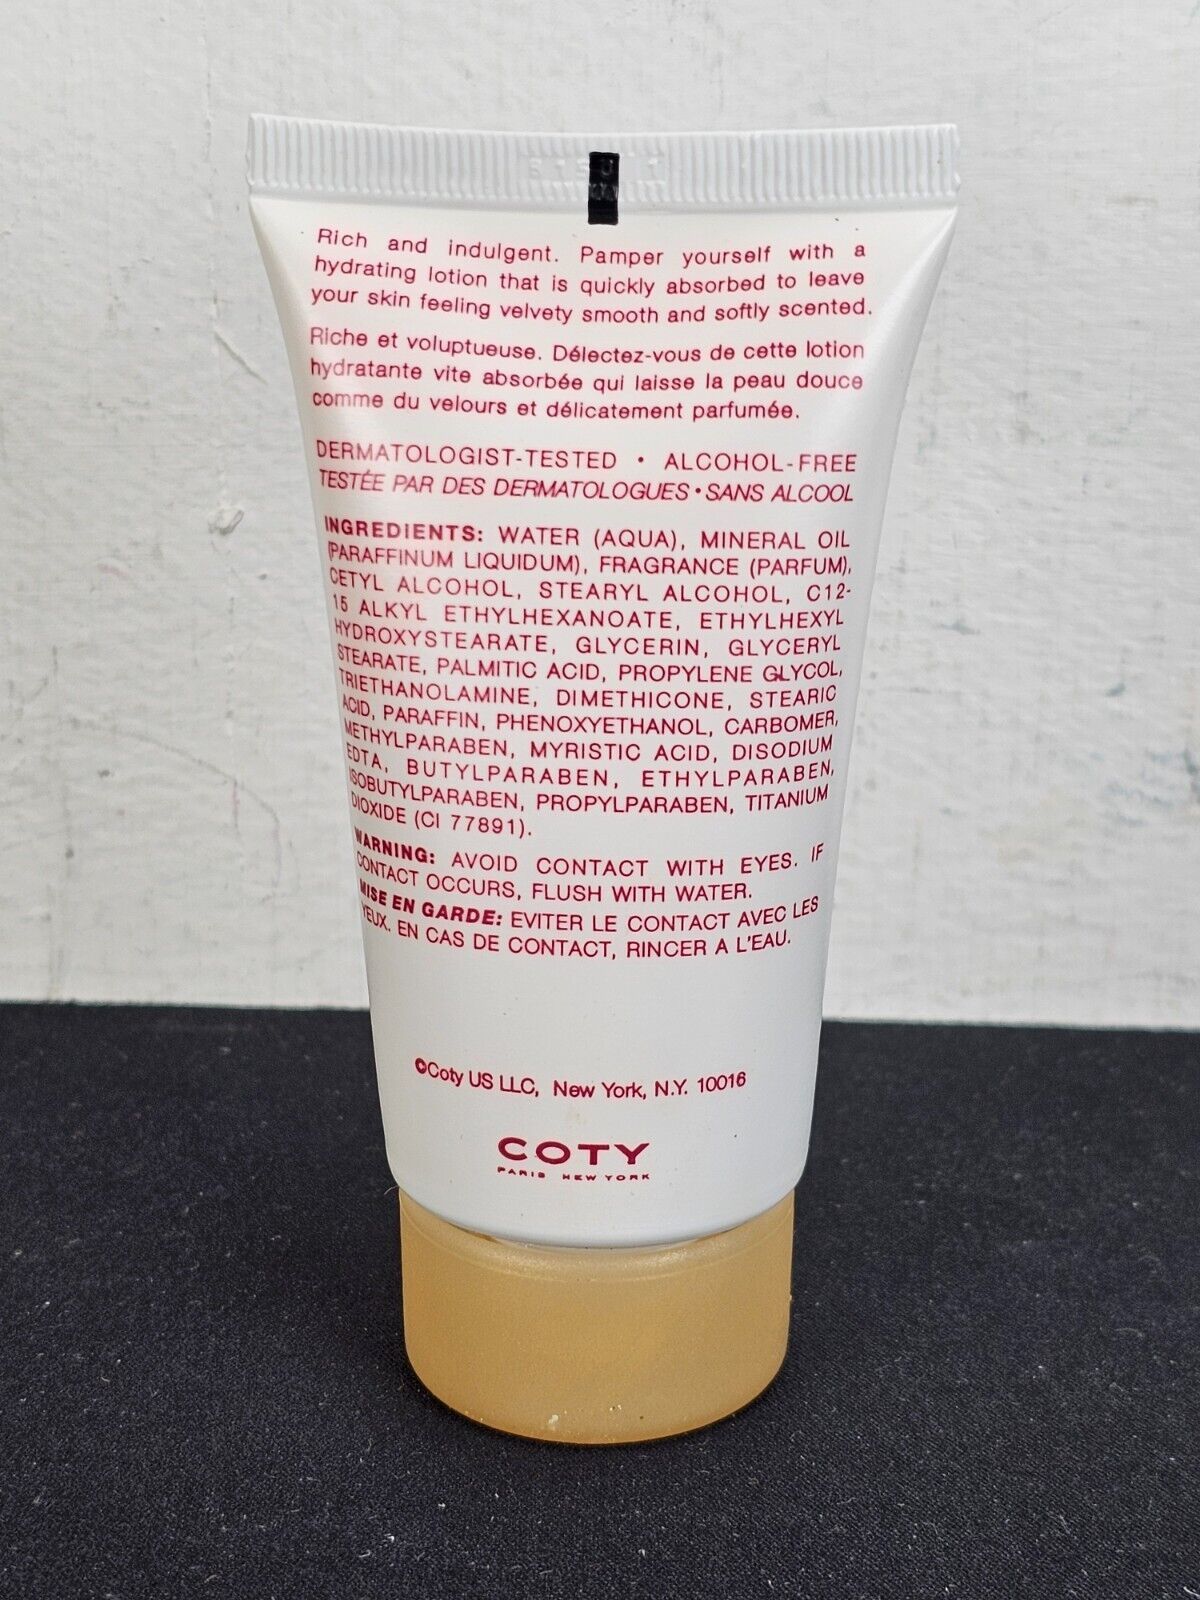 Rich and indulgent. Pamper yourself with a
hydrating lotion that is quickly absorbed to leave
your skin feeling velvety smooth and softly scented.
Riche et voluptueuse. Délectez-vous de cette lotion
hydratante vite absorbée qui laisse la peau douce
comme du velours et délicatement parfumée.
DERMATOLOGIST-TESTED • ALCOHOL-FREE
TESTÉE PAR DES DERMATOLOGUES • SANS ALCOOL
INGREDIENTS: WATER (AQUA), MINERAL OIL
(PARAFFINUM LIQUIDUM), FRAGRANCE (PARFUM),
CETYL ALCOHOL, STEARYL ALCOHOL, C12-
15 ALKYL ETHYLHEXANOATE, ETHYLHEXYL
HYDROXYSTEARATE, GLYCERIN, GLYCERYL
STEARATE, PALMITIC ACID, PROPYLENE GLYCOL,
TRIETHANOLAMINE, DIMETHICONE, STEARIC
ACID, PARAFFIN, PHENOXYETHANOL, CARBOMER,
METHYLPARABEN, MYRISTIC ACID, DISODIUM
EDTA, BUTYLPARABEN, ETHYLPARABEN,
ISOBUTYLPARABEN, PROPYLPARABEN, TITANIUM
DIOXIDE (CI 77891).
WARNING: AVOID CONTACT WITH EYES. IF
CONTACT OCCURS, FLUSH WITH WATER.
MISE EN GARDE: EVITER LE CONTACT AVEC LES
YEUX. EN CAS DE CONTACT, RINCER A L'EAU.
©Coty US LLC, New York, N.Y. 10016
COTY
PARIS NEW YORK